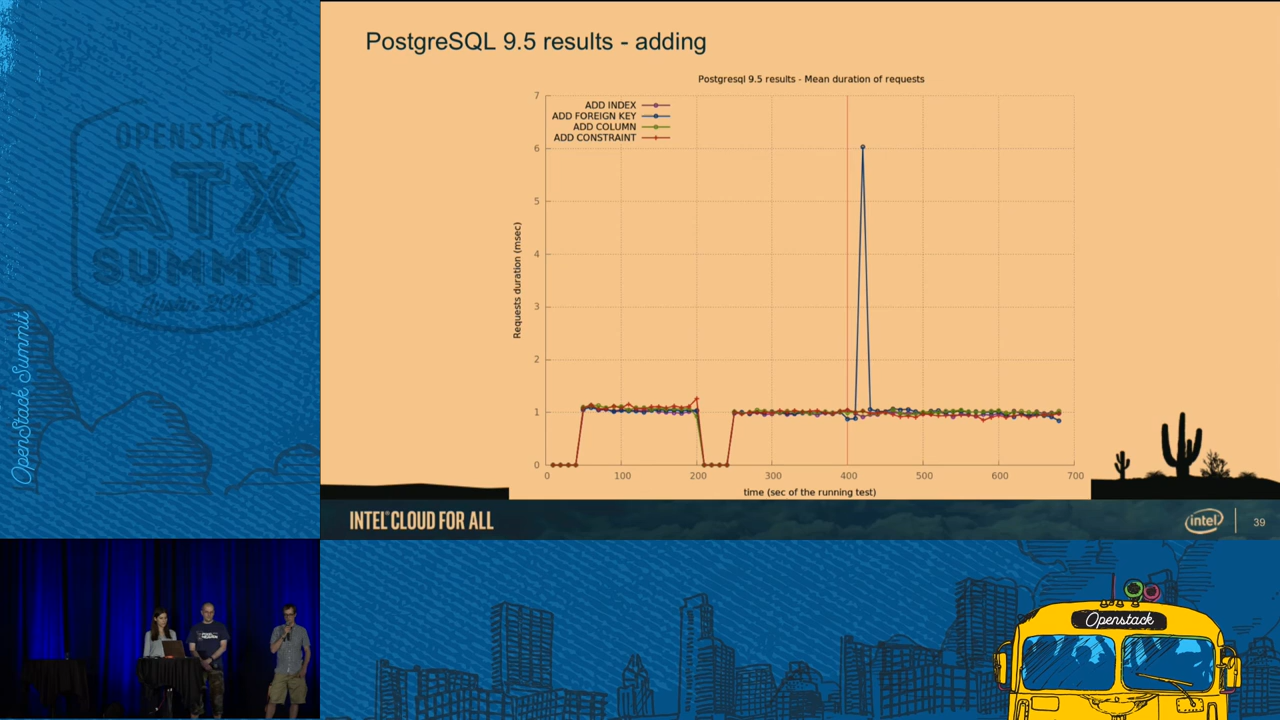 PostgreSQL 9.5 results - adding
Postgresql 9.5 results - Mean duration of requests
ADD INDEX
ADD FOREIGN KEY
ADD COLUMN
ADD CONSTRAINT
7
6
5
4
3
2
1
0
Requests duration (msec)
0 100 200 300 400 500 600 700
time (sec of the running test)
INTEL® CLOUD FOR ALL
intel
39
OPENSTACK
ATX
SUMMIT
OpenStack Summit
Openstack